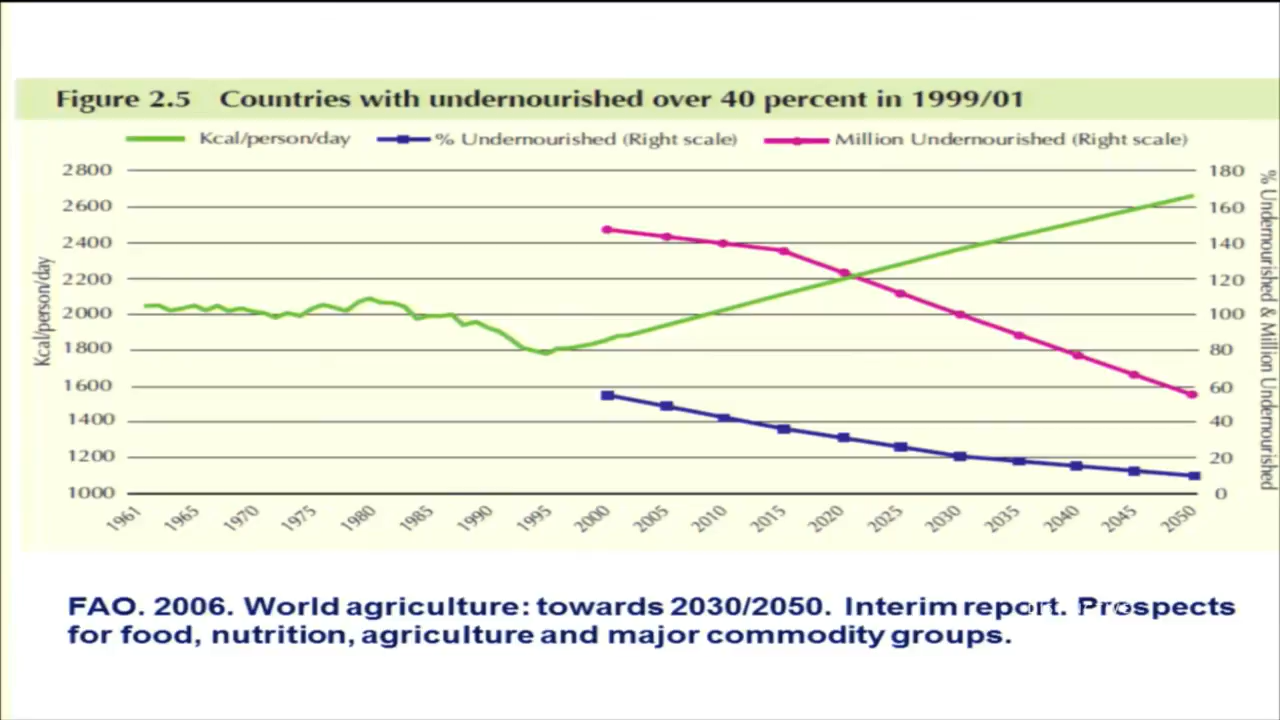 Figure 2.5 Countries with undernourished over 40 percent in 1999/01
Kcal/person/day % Undernourished (Right scale) Million Undernourished (Right scale)
Kcal/person/day
2800
2600
2400
2200
2000
1800
1600
1400
1200
1000
180
160
140
120
100
80
60
40
20
0
% Undernourished & Million Undernourished
1961 1965 1970 1975 1980 1985 1990 1995 2000 2005 2010 2015 2020 2025 2030 2035 2040 2045 2050
FAO. 2006. World agriculture: towards 2030/2050. Interim report. Prospects
for food, nutrition, agriculture and major commodity groups.